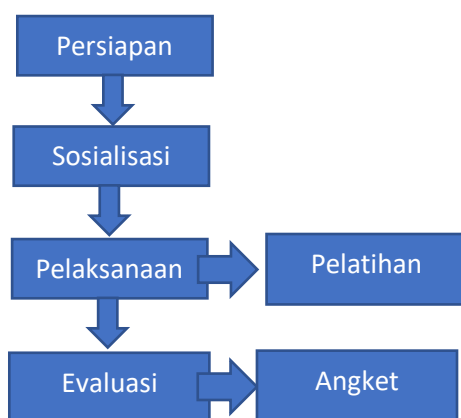 Persiapan
Sosialisasi
Pelaksanaan
Pelatihan
Evaluasi
Angket